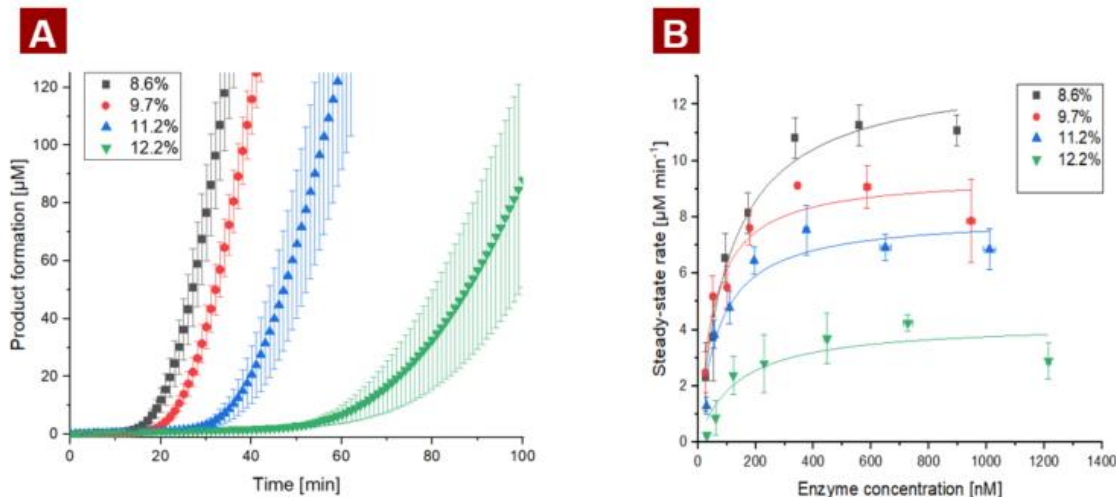 A
8.6%
9.7%
11.2%
12.2%
Product formation [µM]
120
100
80
60
40
20
0
0 20 40 60 80 100
Time [min]
B
8.6%
9.7%
11.2%
12.2%
Steady-state rate [µM min⁻¹]
12
10
8
6
4
2
0
0 200 400 600 800 1000 1200 1400
Enzyme concentration [nM]